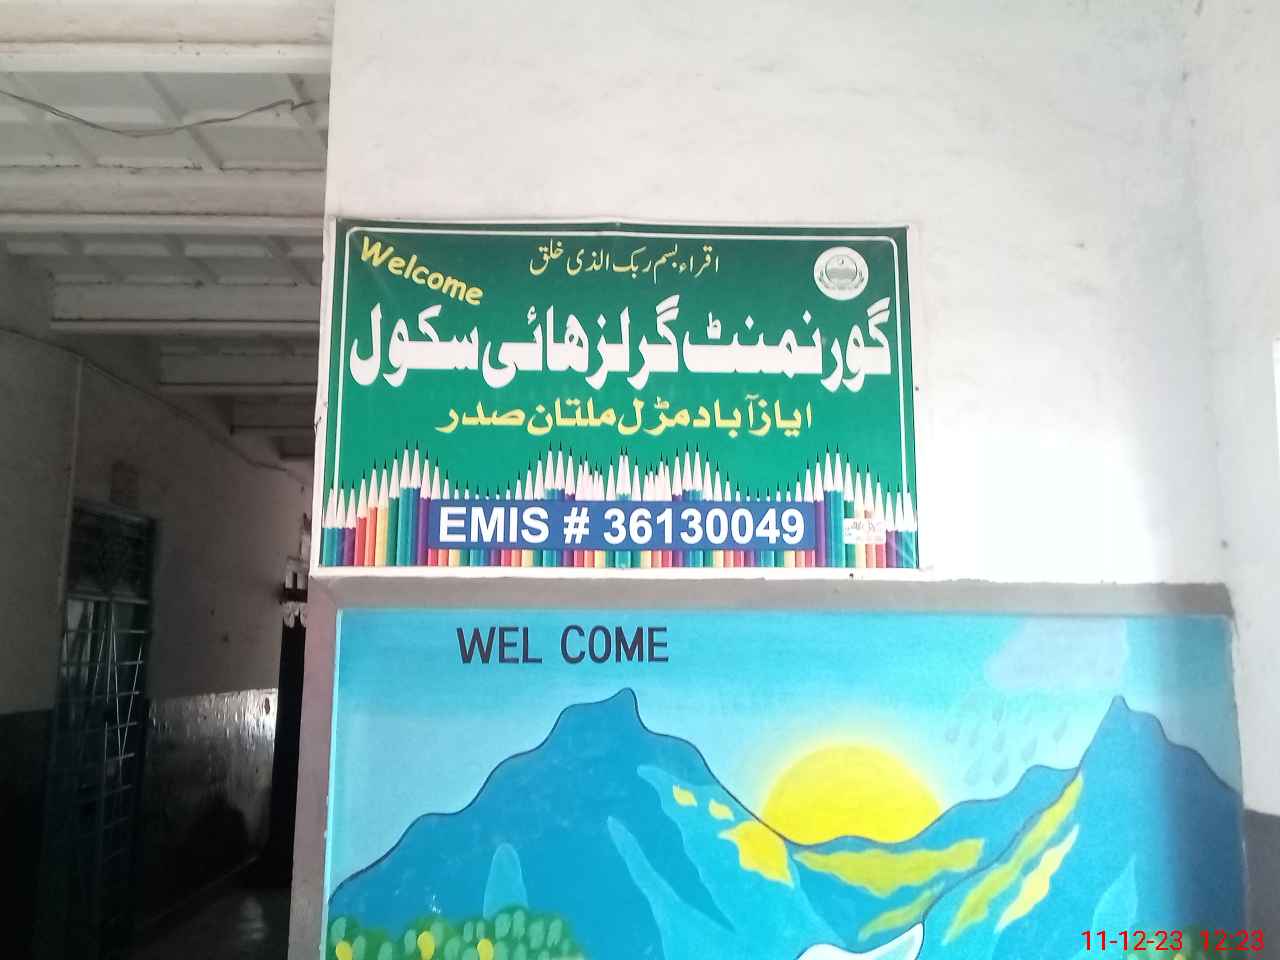 Welcome
اقراء بسم ربک الذی خلق
گورنمنٹ گرلز ھائی سکول
ایاز آباد مڑل ملتان صدر
EMIS # 36130049
WEL COME
11-12-23 12:23